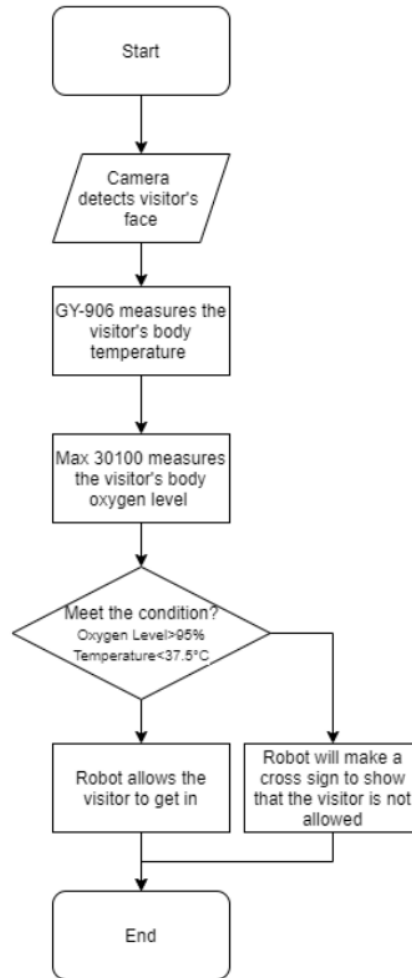 Start
Camera
detects visitor's
face
GY-906 measures the
visitor's body
temperature
Max 30100 measures
the visitor's body
oxygen level
Meet the condition?
Oxygen Level>95%
Temperature<37.5°C
Robot allows the
visitor to get in
Robot will make a
cross sign to show
that the visitor is not
allowed
End